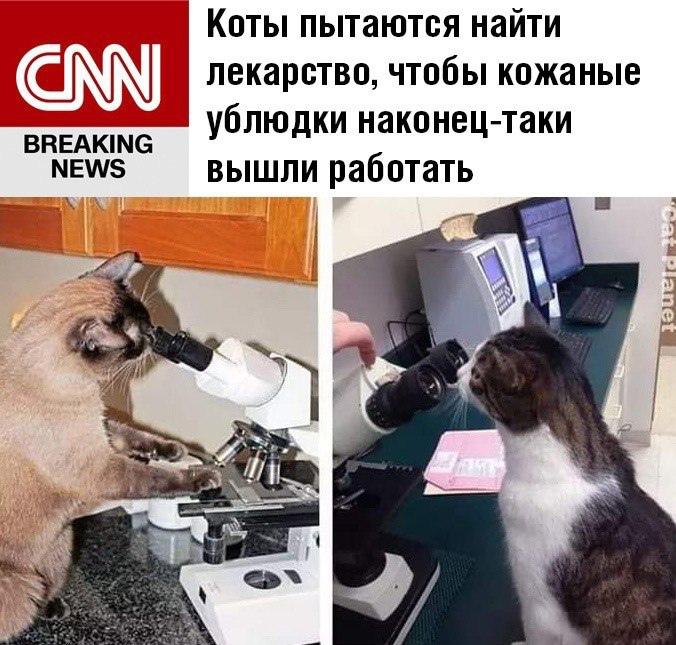 CNN
BREAKING
NEWS
Коты пытаются найти
лекарство, чтобы кожаные
ублюдки наконец-таки
вышли работать
Cat Planet